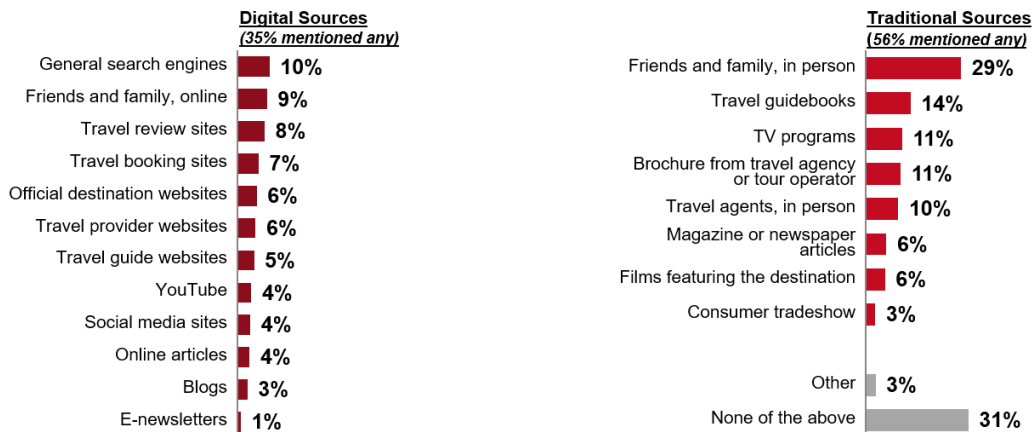 Digital Sources
(35% mentioned any)
General search engines 10%
Friends and family, online 9%
Travel review sites 8%
Travel booking sites 7%
Official destination websites 6%
Travel provider websites 6%
Travel guide websites 5%
YouTube 4%
Social media sites 4%
Online articles 4%
Blogs 3%
E-newsletters 1%
Traditional Sources
(56% mentioned any)
Friends and family, in person 29%
Travel guidebooks 14%
TV programs 11%
Brochure from travel agency
or tour operator 11%
Travel agents, in person 10%
Magazine or newspaper
articles 6%
Films featuring the destination 6%
Consumer tradeshow 3%
Other 3%
None of the above 31%